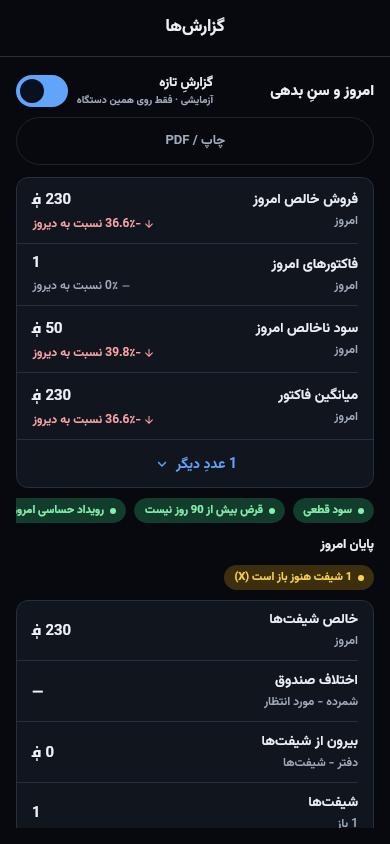 گزارش‌ها
امروز و سنِ بدهی
گزارشِ تازه
آزمایشی · فقط روی همین دستگاه
چاپ / PDF
فروش خالص امروز
230 ؋
امروز
↓ -36.6٪ نسبت به دیروز
فاکتورهای امروز
1
امروز
— 0٪ نسبت به دیروز
سود ناخالص امروز
50 ؋
امروز
↓ -39.8٪ نسبت به دیروز
میانگین فاکتور
230 ؋
امروز
↓ -36.6٪ نسبت به دیروز
1 عددِ دیگر
سود قطعی
قرض بیش از 90 روز نیست
رویداد حساسی امروز
پایان امروز
1 شیفت هنوز باز است (X)
خالص شیفت‌ها
230 ؋
امروز
اختلاف صندوق
—
شمرده - مورد انتظار
بیرون از شیفت‌ها
0 ؋
دفتر - شیفت‌ها
شیفت‌ها
1
1 باز